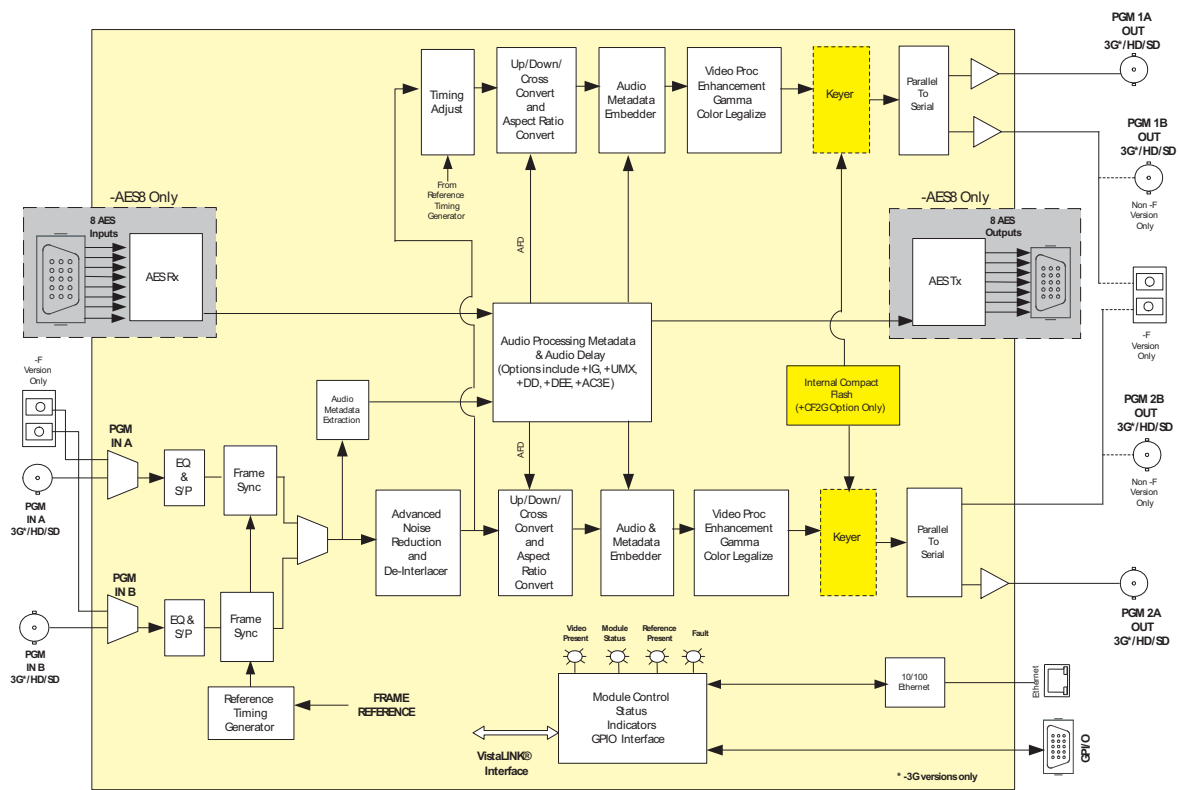 PGM 1A
OUT
3G*/HD/SD
Timing
Adjust
Up/Down/
Cross
Convert
and
Aspect Ratio
Convert
Audio
Metadata
Embedder
Video Proc
Enhancement
Gamma
Color Legalize
Keyer
Parallel
To
Serial
PGM 1B
OUT
3G*/HD/SD
Non -F
Version
Only
From
Reference
Timing
Generator
-AES8 Only
8 AES
Inputs
AES Rx
AFD
-AES8 Only
8 AES
Outputs
AES Tx
-F
Version
Only
Audio Processing Metadata
& Audio Delay
(Options include +IG, +UMX,
+DD, +DEE, +AC3E)
Internal Compact
Flash
(+CF2G Option Only)
-F
Version
Only
Audio
Metadata
Extraction
AFD
PGM 2B
OUT
3G*/HD/SD
Non -F
Version
Only
PGM
IN A
EQ
&
S/P
Frame
Sync
PGM
IN A
3G*/HD/SD
Advanced
Noise
Reduction
and
De-Interlacer
Up/Down/
Cross
Convert
and
Aspect
Ratio
Convert
Audio &
Metadata
Embedder
Video Proc
Enhancement
Gamma
Color Legalize
Keyer
Parallel
To
Serial
PGM
IN B
EQ &
S/P
Frame
Sync
PGM
IN B
3G*/HD/SD
PGM 2A
OUT
3G*/HD/SD
Reference
Timing
Generator
FRAME
REFERENCE
Video
Present
Module
Status
Reference
Present
Fault
Module Control
Status
Indicators
GPIO Interface
VistaLINK®
Interface
10/100
Ethernet
Ethernet
GPI/O
* -3G versions only